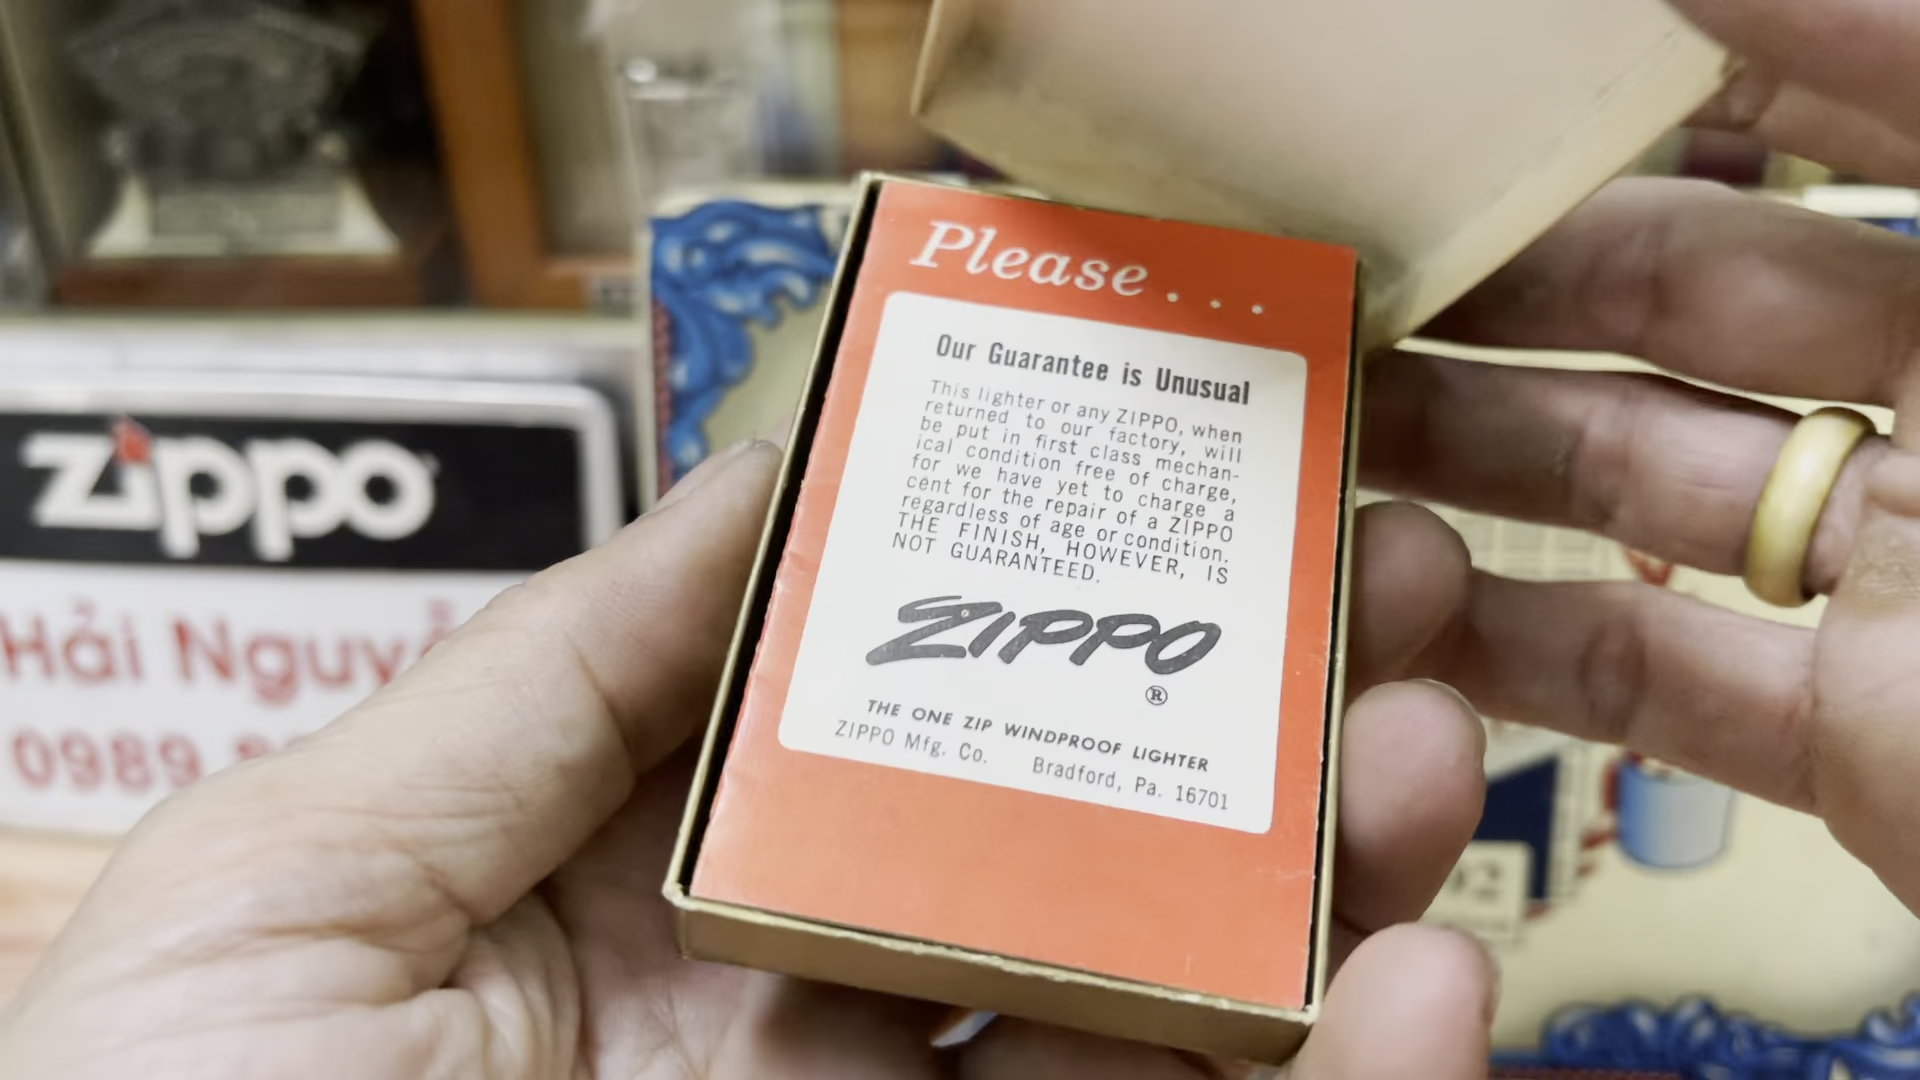 Please . . .
Our Guarantee is Unusual
This lighter or any ZIPPO, when
returned to our factory, will
be put in first class mechan-
ical condition free of charge,
for we have yet to charge a
cent for the repair of a ZIPPO
regardless of age or condition.
THE FINISH, HOWEVER, IS
NOT GUARANTEED.
ZIPPO
®
THE ONE ZIP WINDPROOF LIGHTER
ZIPPO Mfg. Co. Bradford, Pa. 16701
zippo
Hải
0989